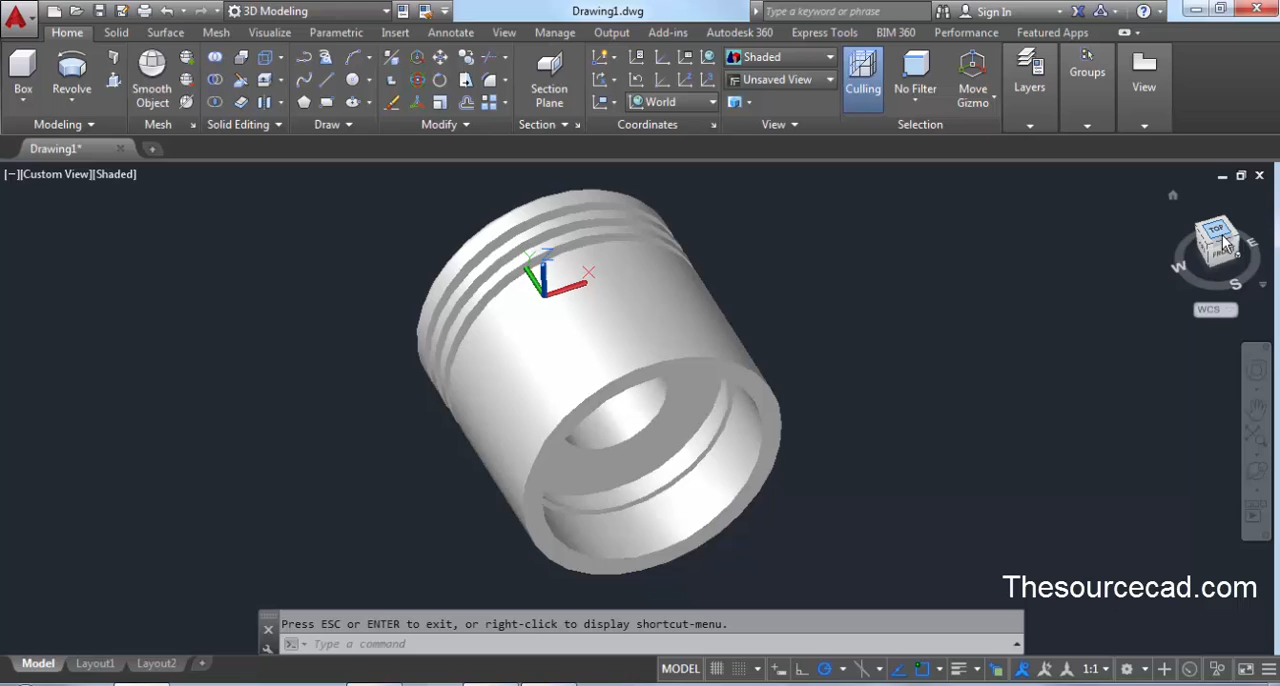 3D Modeling
Drawing1.dwg
Type a keyword or phrase
Sign In
Home Solid Surface Mesh Visualize Parametric Insert Annotate View Manage Output Add-ins Autodesk 360 Express Tools BIM 360 Performance Featured Apps
Box
Revolve
Smooth
Object
Section
Plane
Shaded
Unsaved View
World
Culling
No Filter
Move
Gizmo
Layers
Groups
View
Modeling
Mesh
Solid Editing
Draw
Modify
Section
Coordinates
View
Selection
Drawing1*
[−][Custom View][Shaded]
TOP
FRONT
W
S
E
WCS
Z
Y
X
Thesourcecad.com
Press ESC or ENTER to exit, or right-click to display shortcut-menu.
Type a command
Model Layout1 Layout2 +
MODEL
1:1